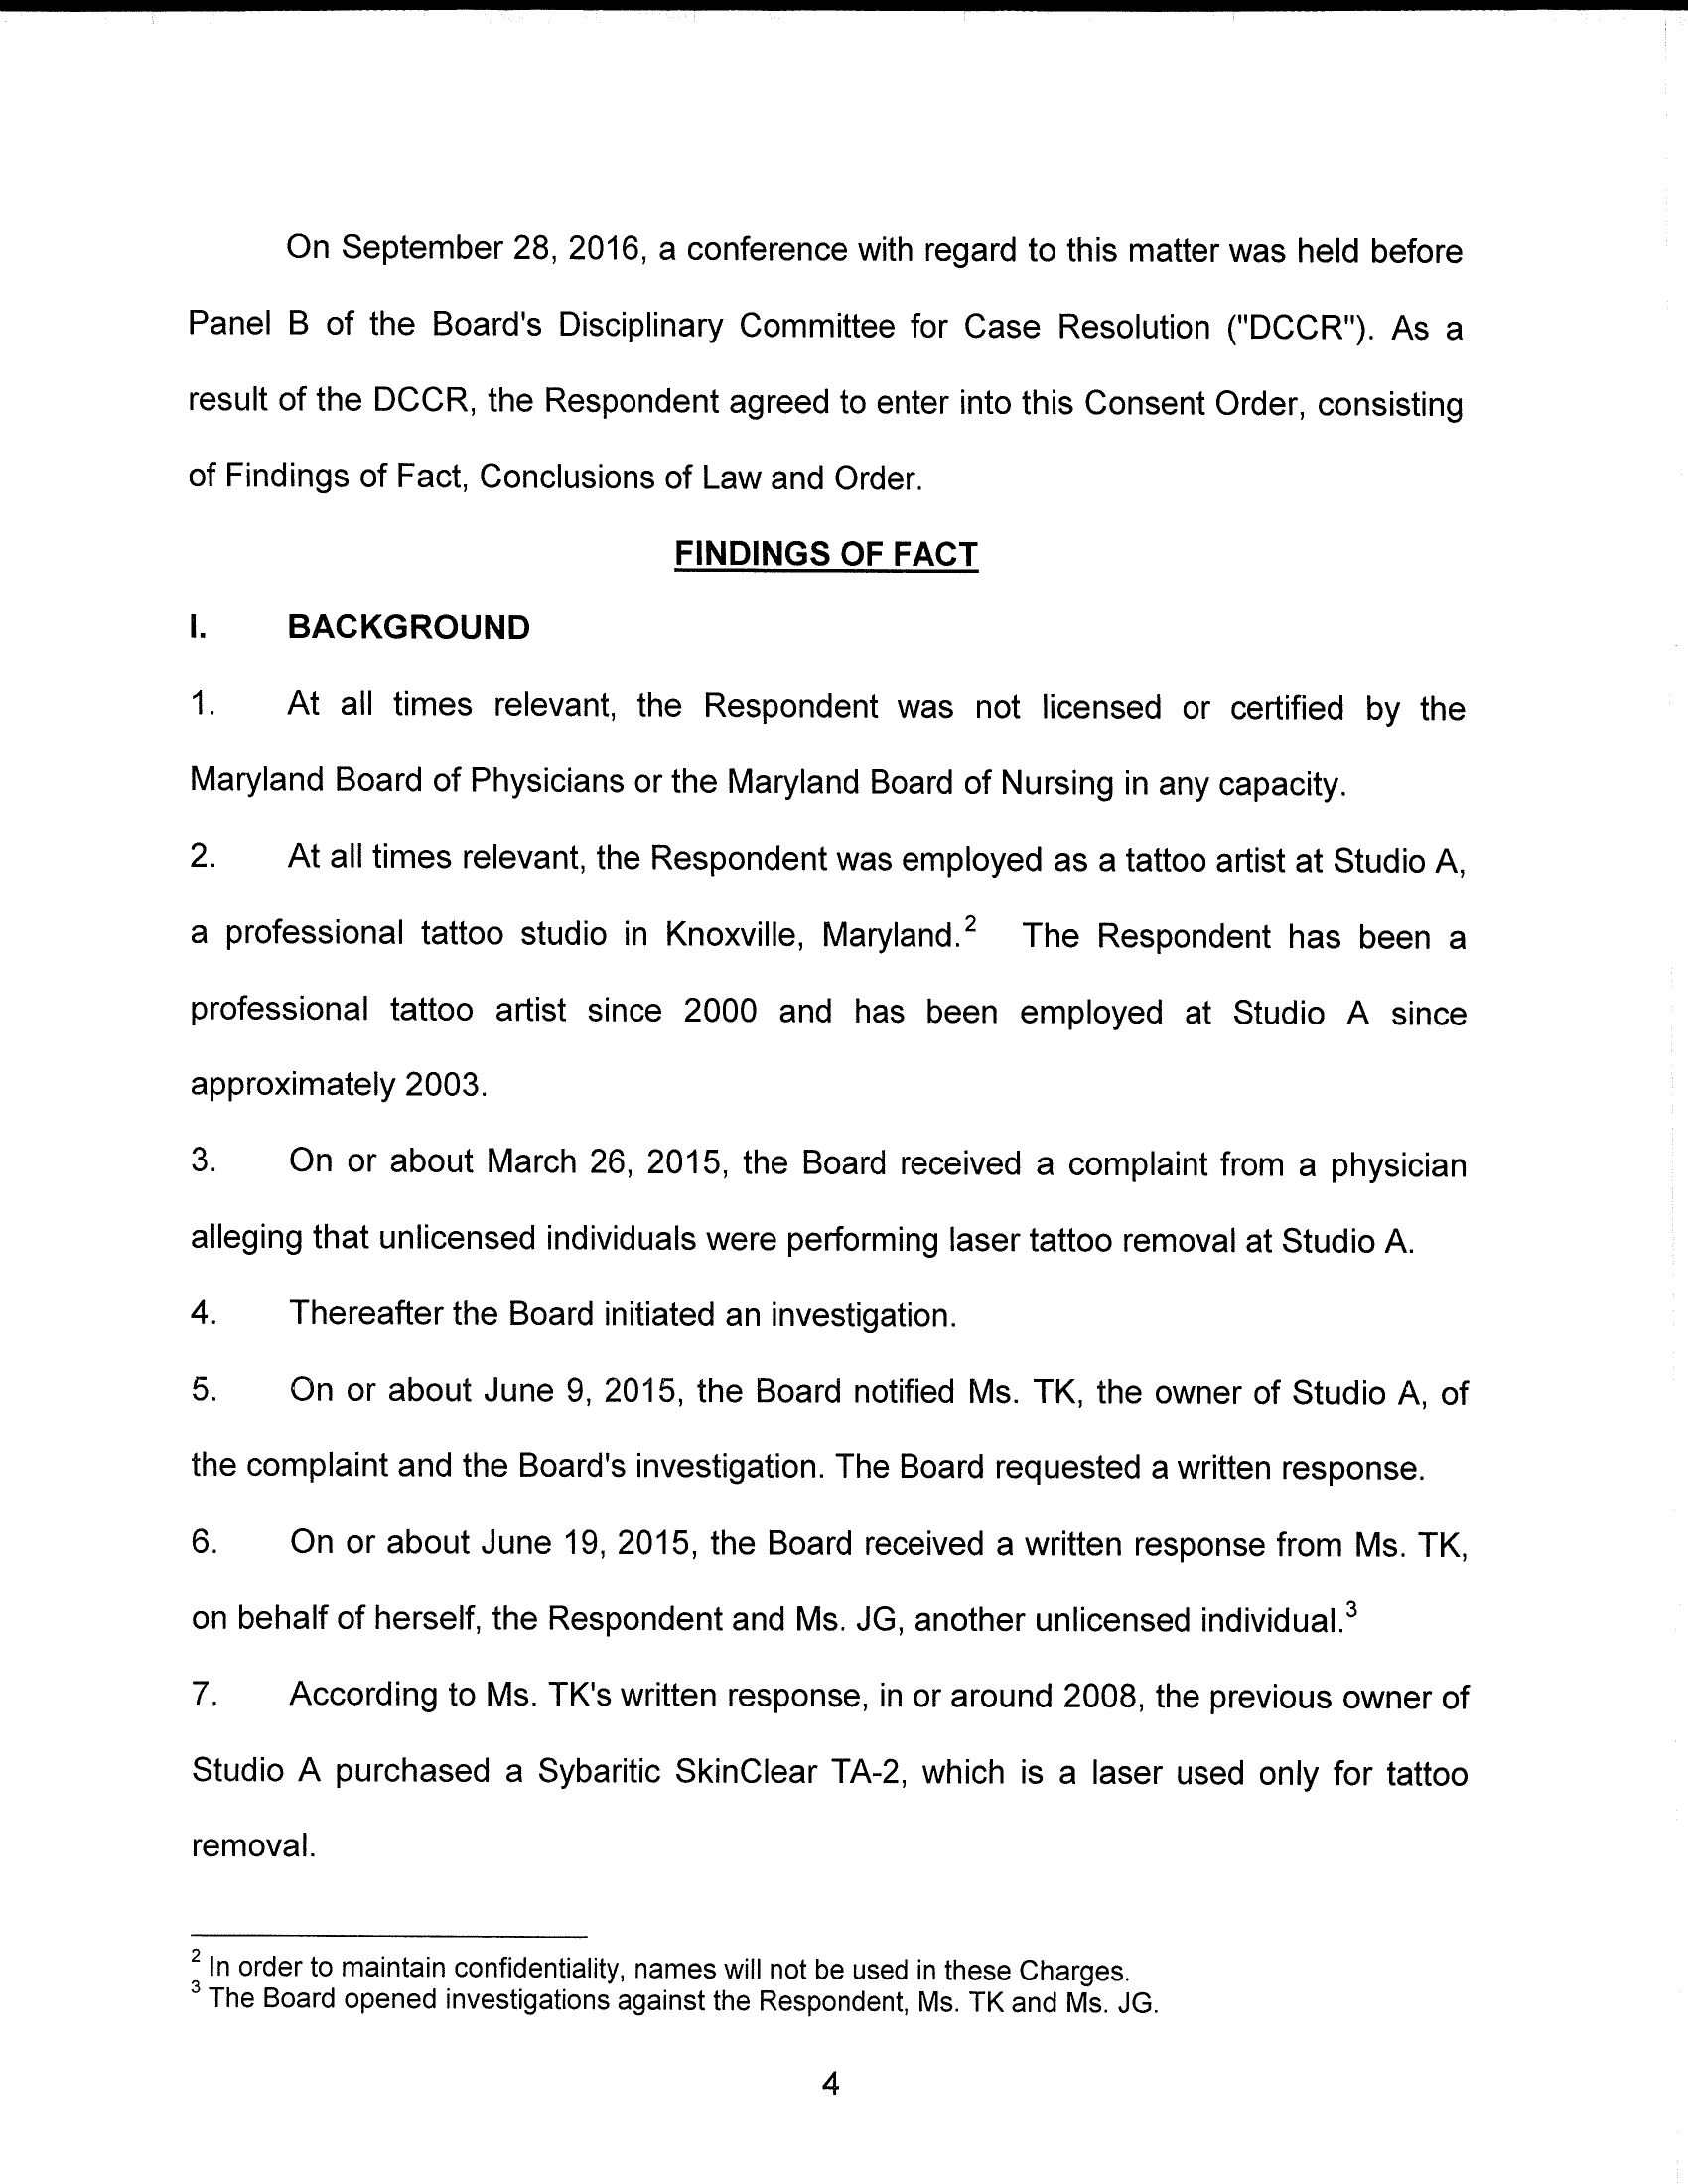 On September 28, 2016, a conference with regard to this matter was held before
Panel B of the Board's Disciplinary Committee for Case Resolution ("DCCR"). As a
result of the DCCR, the Respondent agreed to enter into this Consent Order, consisting
of Findings of Fact, Conclusions of Law and Order.
FINDINGS OF FACT
I. BACKGROUND
1. At all times relevant, the Respondent was not licensed or certified by the
Maryland Board of Physicians or the Maryland Board of Nursing in any capacity.
2. At all times relevant, the Respondent was employed as a tattoo artist at Studio A,
a professional tattoo studio in Knoxville, Maryland.² The Respondent has been a
professional tattoo artist since 2000 and has been employed at Studio A since
approximately 2003.
3. On or about March 26, 2015, the Board received a complaint from a physician
alleging that unlicensed individuals were performing laser tattoo removal at Studio A.
4. Thereafter the Board initiated an investigation.
5. On or about June 9, 2015, the Board notified Ms. TK, the owner of Studio A, of
the complaint and the Board's investigation. The Board requested a written response.
6. On or about June 19, 2015, the Board received a written response from Ms. TK,
on behalf of herself, the Respondent and Ms. JG, another unlicensed individual.³
7. According to Ms. TK's written response, in or around 2008, the previous owner of
Studio A purchased a Sybaritic SkinClear TA-2, which is a laser used only for tattoo
removal.
² In order to maintain confidentiality, names will not be used in these Charges.
³ The Board opened investigations against the Respondent, Ms. TK and Ms. JG.
4